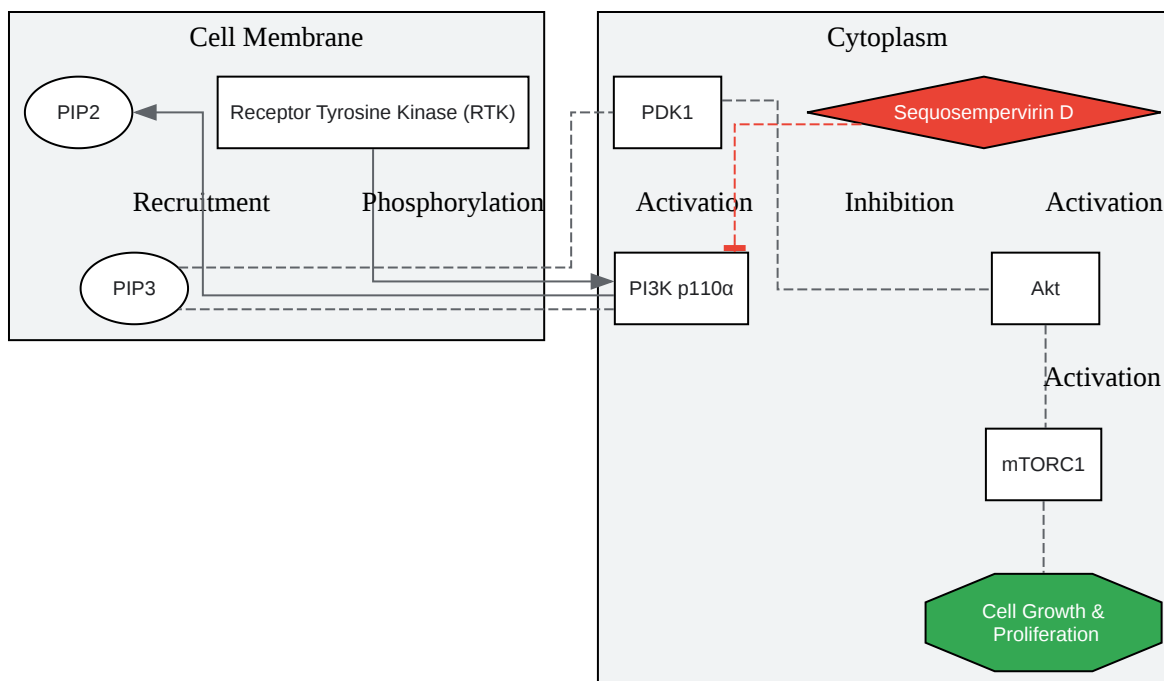 Cell Membrane
Cytoplasm
PIP2
Receptor Tyrosine Kinase (RTK)
PDK1
Sequosempervirin D
Recruitment
Phosphorylation
Activation
Inhibition
Activation
PIP3
PI3K p110α
Akt
Activation
mTORC1
Cell Growth &
Proliferation